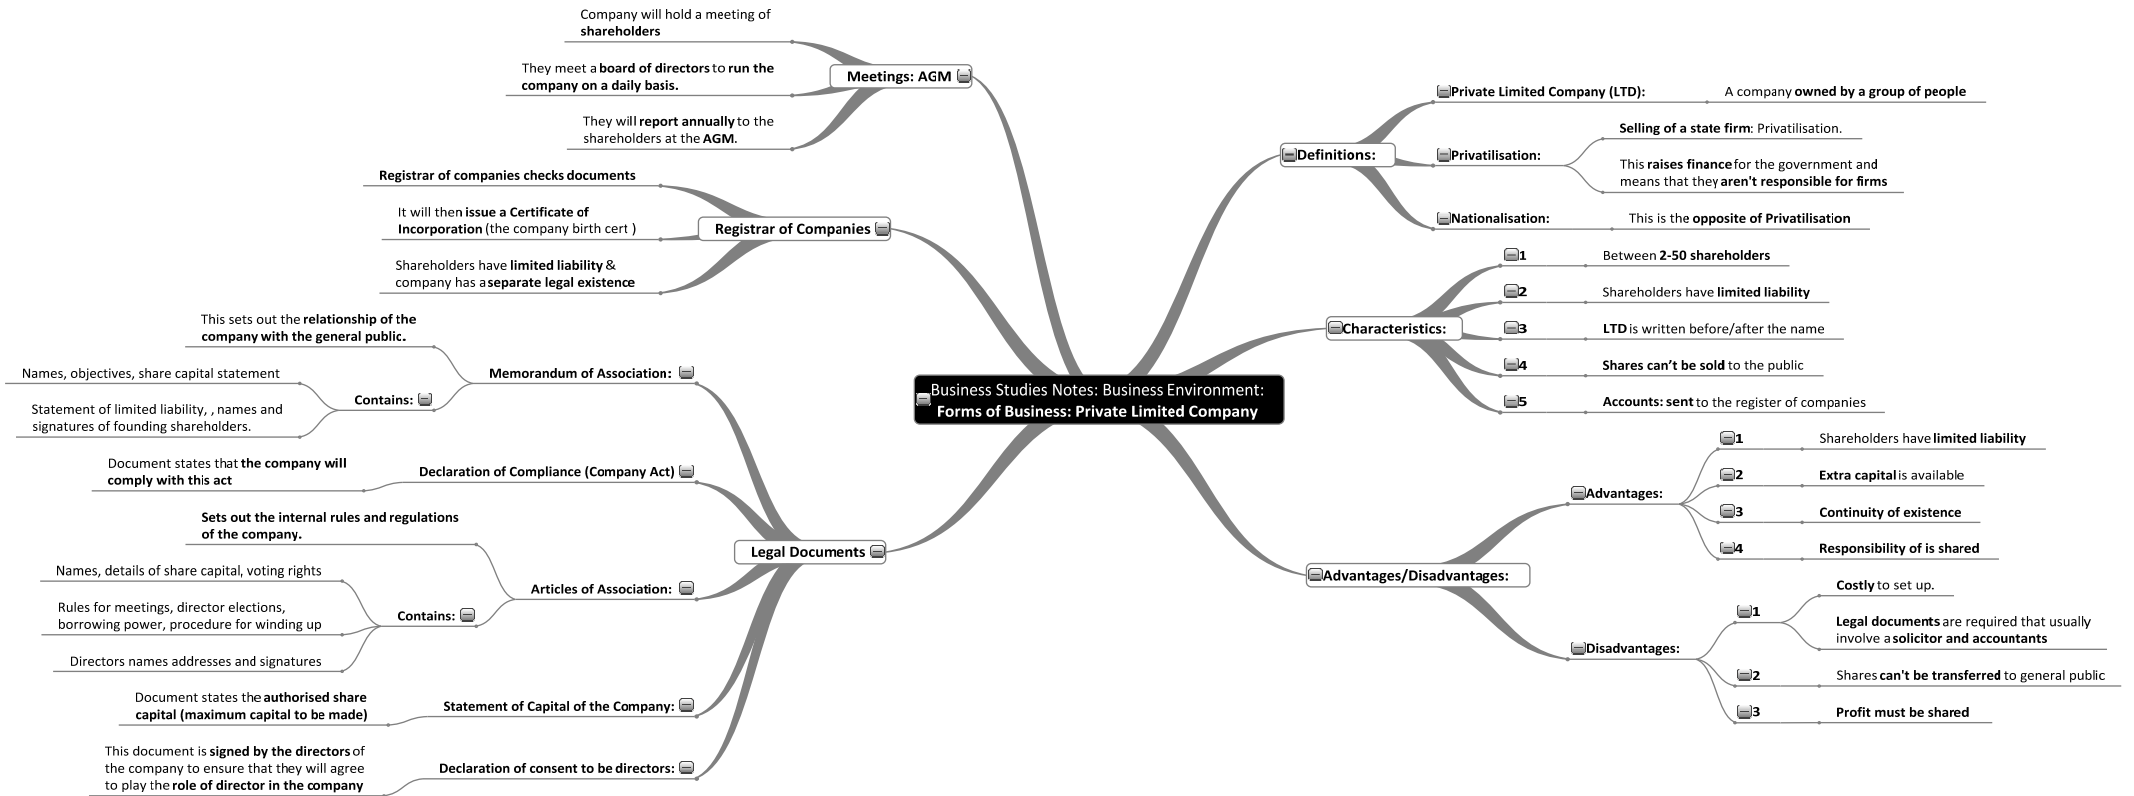 Business Studies Notes: Business Environment:
Forms of Business: Private Limited Company
Meetings: AGM
Company will hold a meeting of
shareholders
They meet a board of directors to run the
company on a daily basis.
They will report annually to the
shareholders at the AGM.
Registrar of Companies
Registrar of companies checks documents
It will then issue a Certificate of
Incorporation (the company birth cert )
Shareholders have limited liability &
company has a separate legal existence
Legal Documents
Memorandum of Association:
This sets out the relationship of the
company with the general public.
Contains:
Names, objectives, share capital statement
Statement of limited liability, , names and
signatures of founding shareholders.
Declaration of Compliance (Company Act)
Document states that the company will
comply with this act
Articles of Association:
Sets out the internal rules and regulations
of the company.
Contains:
Names, details of share capital, voting rights
Rules for meetings, director elections,
borrowing power, procedure for winding up
Directors names addresses and signatures
Statement of Capital of the Company:
Document states the authorised share
capital (maximum capital to be made)
Declaration of consent to be directors:
This document is signed by the directors of
the company to ensure that they will agree
to play the role of director in the company
Definitions:
Private Limited Company (LTD):
A company owned by a group of people
Privatilisation:
Selling of a state firm: Privatilisation.
This raises finance for the government and
means that they aren't responsible for firms
Nationalisation:
This is the opposite of Privatilisation
Characteristics:
1
Between 2-50 shareholders
2
Shareholders have limited liability
3
LTD is written before/after the name
4
Shares can’t be sold to the public
5
Accounts: sent to the register of companies
Advantages/Disadvantages:
Advantages:
1
Shareholders have limited liability
2
Extra capital is available
3
Continuity of existence
4
Responsibility of is shared
Disadvantages:
1
Costly to set up.
Legal documents are required that usually
involve a solicitor and accountants
2
Shares can't be transferred to general public
3
Profit must be shared